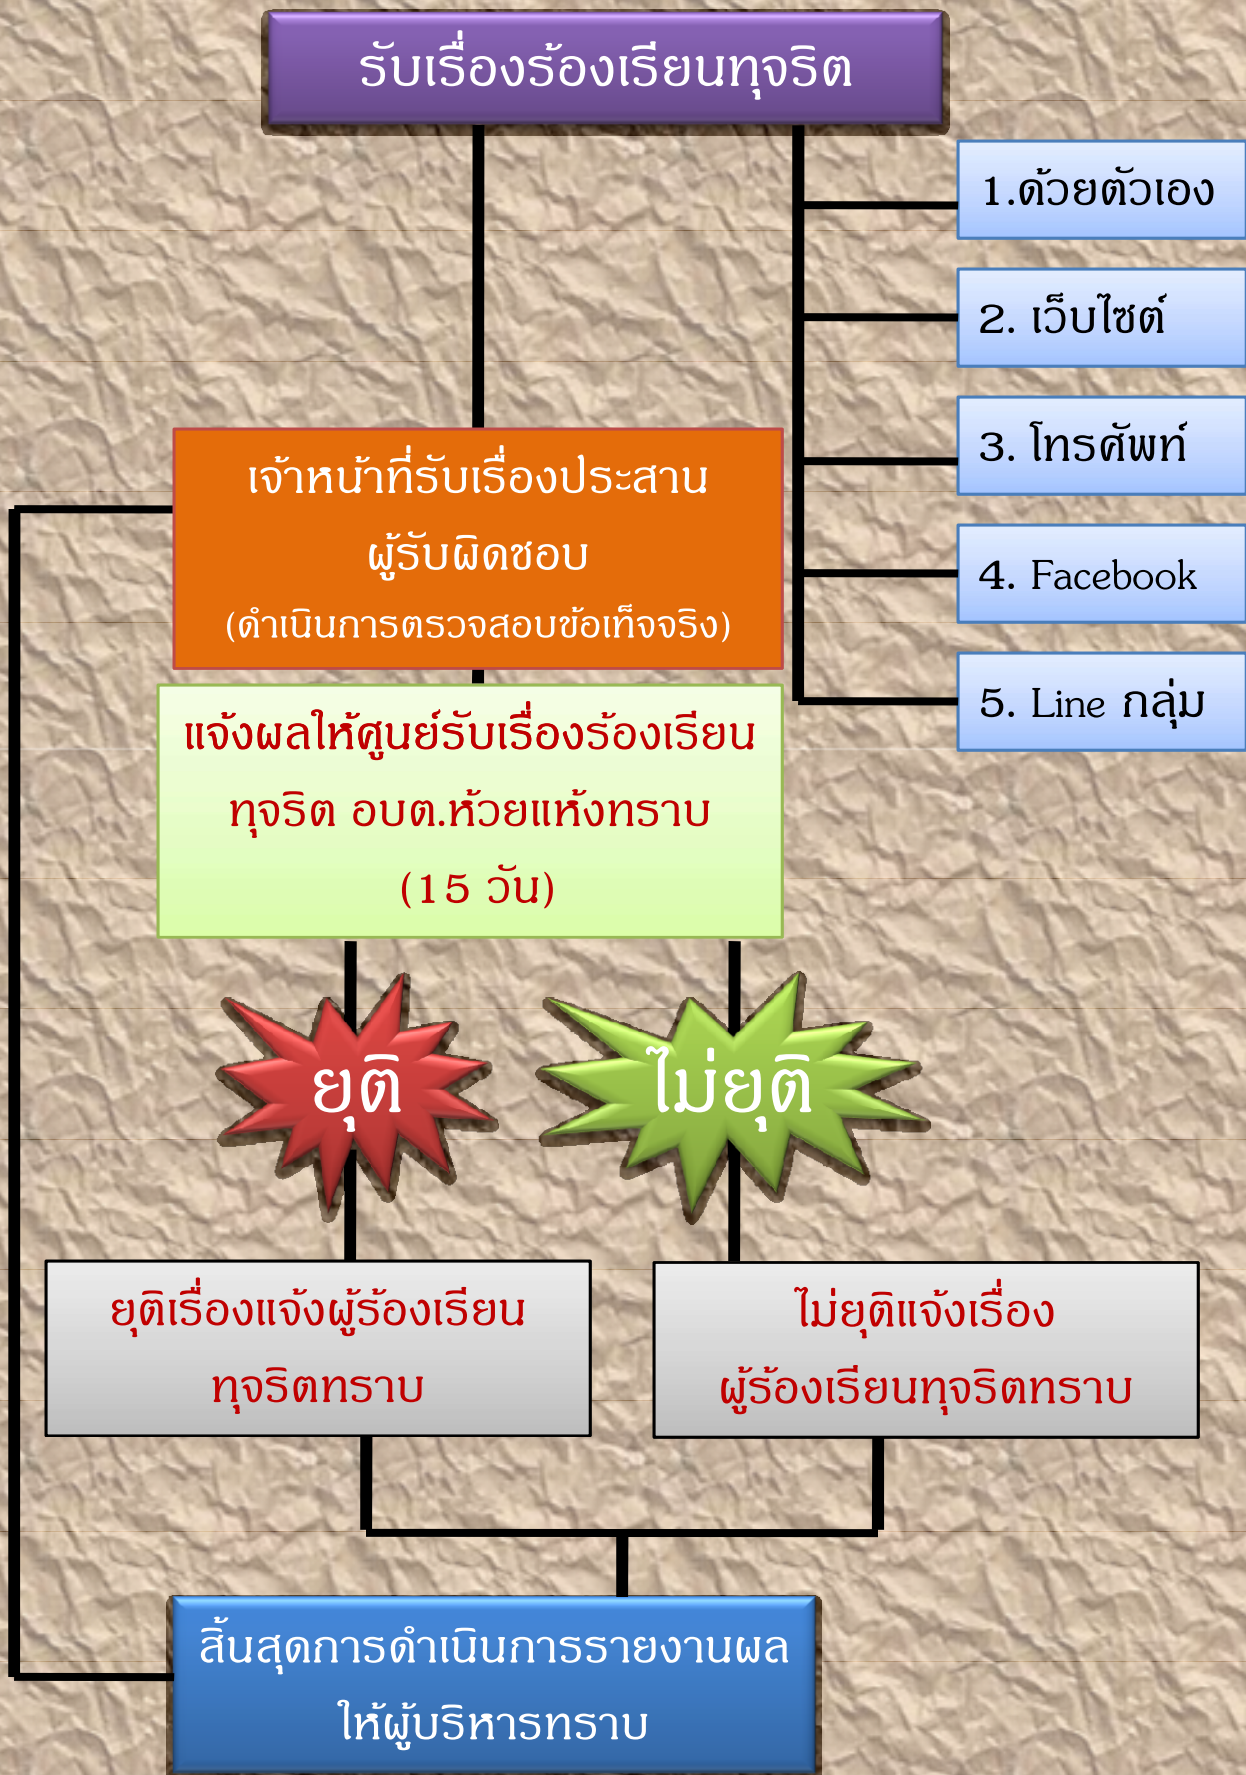 รับเรื่องร้องเรียนทุจริต
1.ด้วยตัวเอง
2. เว็บไซต์
3. โทรศัพท์
4. Facebook
5. Line กลุ่ม
เจ้าหน้าที่รับเรื่องประสาน
ผู้รับผิดชอบ
(ดำเนินการตรวจสอบข้อเท็จจริง)
แจ้งผลให้ศูนย์รับเรื่องร้องเรียน
ทุจริต อบต.ห้วยแห้งทราบ
(15 วัน)
ยุติ
ไม่ยุติ
ยุติเรื่องแจ้งผู้ร้องเรียน
ทุจริตทราบ
ไม่ยุติแจ้งเรื่อง
ผู้ร้องเรียนทุจริตทราบ
สิ้นสุดการดำเนินการรายงานผล
ให้ผู้บริหารทราบ